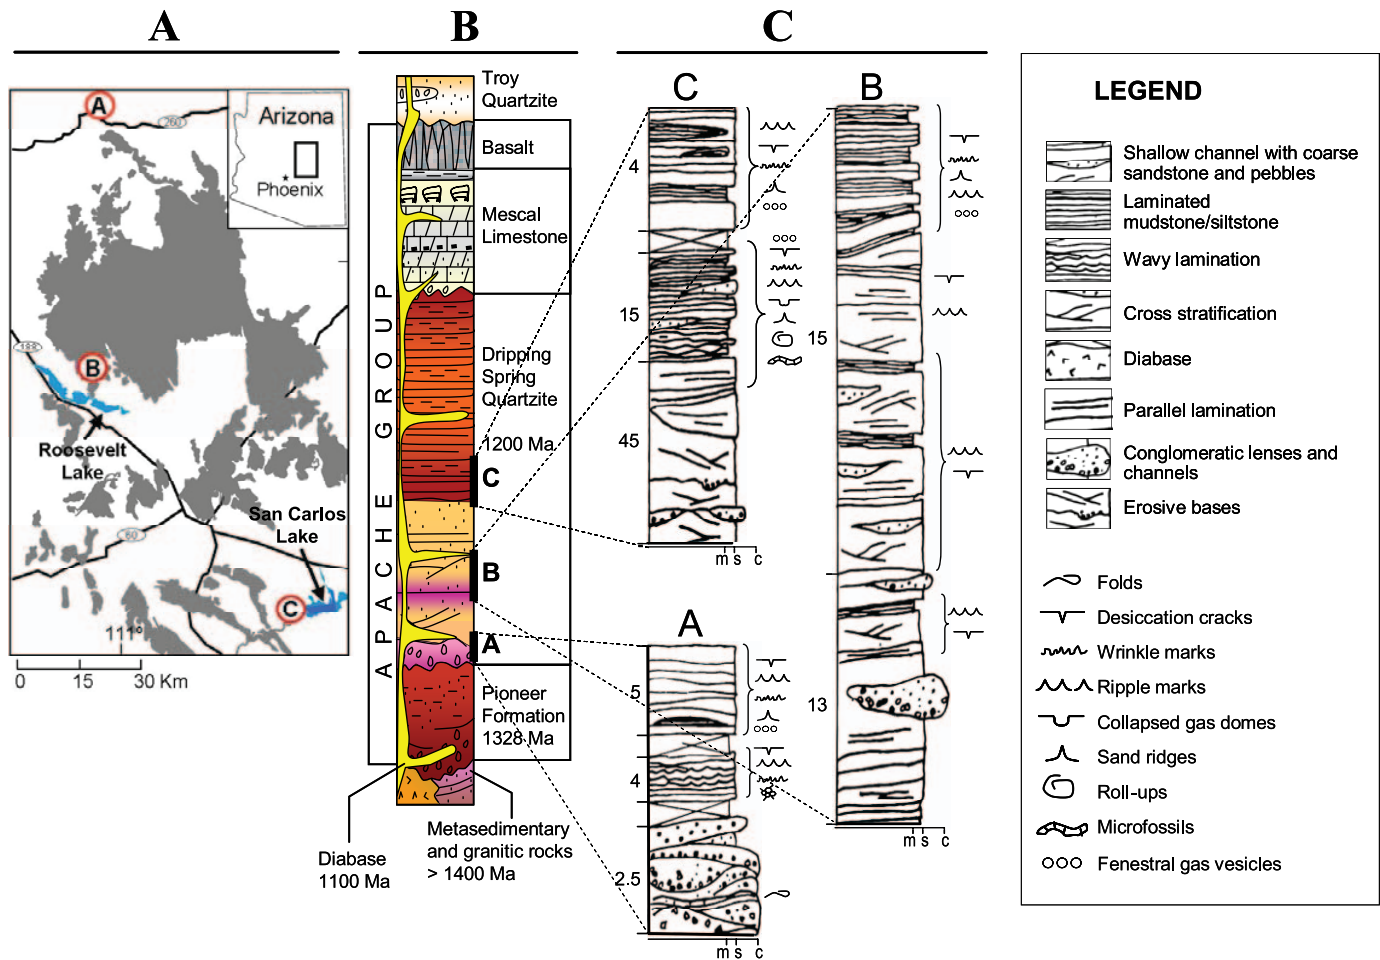 A
B
C
A
260
Arizona
Phoenix
188
B
Roosevelt
Lake
San Carlos
Lake
60
C
111°
0
15
30 Km
Troy
Quartzite
Basalt
Mescal
Limestone
Dripping
Spring
Quartzite
1200 Ma
C
B
A
Pioneer
Formation
1328 Ma
APACHE GROUP
Diabase
1100 Ma
Metasedimentary
and granitic rocks
> 1400 Ma
C
4
15
45
m s c
A
5
4
2.5
m s c
B
15
13
m s c
LEGEND
Shallow channel with coarse
sandstone and pebbles
Laminated
mudstone/siltstone
Wavy lamination
Cross stratification
Diabase
Parallel lamination
Conglomeratic lenses and
channels
Erosive bases
Folds
Desiccation cracks
Wrinkle marks
Ripple marks
Collapsed gas domes
Sand ridges
Roll-ups
Microfossils
Fenestral gas vesicles